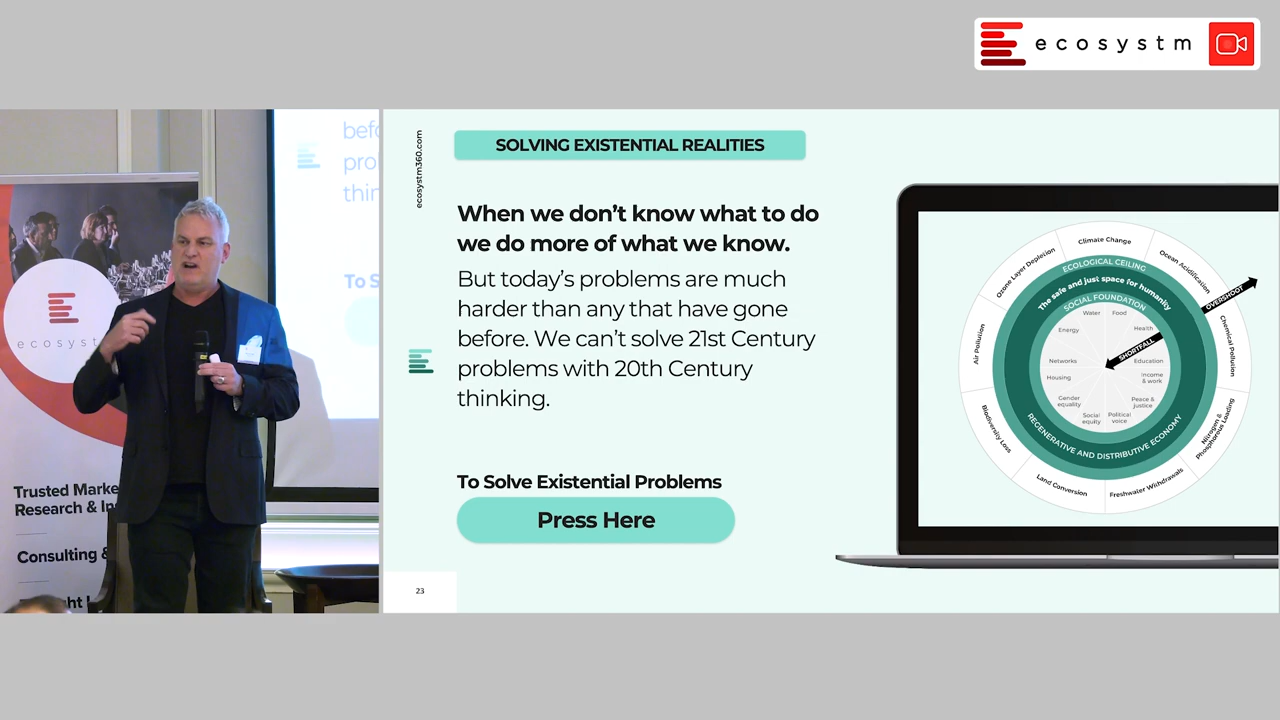 ecosystm
bef
pro
thin
To S
ecosyst
Trusted Marke
Research & In
Consulting &
ht I
ecosystm360.com
SOLVING EXISTENTIAL REALITIES
When we don't know what to do
we do more of what we know.
But today's problems are much
harder than any that have gone
before. We can't solve 21st Century
problems with 20th Century
thinking.
To Solve Existential Problems
Press Here
23
Climate Change
Ocean Acidification
Chemical Pollution
Nitrogen &
Phosphorous Loading
Freshwater Withdrawals
Land Conversion
Biodiversity Loss
Air Pollution
Ozone Layer Depletion
OVERSHOOT
ECOLOGICAL CEILING
The safe and just space for humanity
SOCIAL FOUNDATION
Water
Food
Health
SHORTFALL
Education
Income
& work
Peace &
justice
Political
voice
Social
equity
Gender
equality
Housing
Networks
Energy
REGENERATIVE AND DISTRIBUTIVE ECONOMY